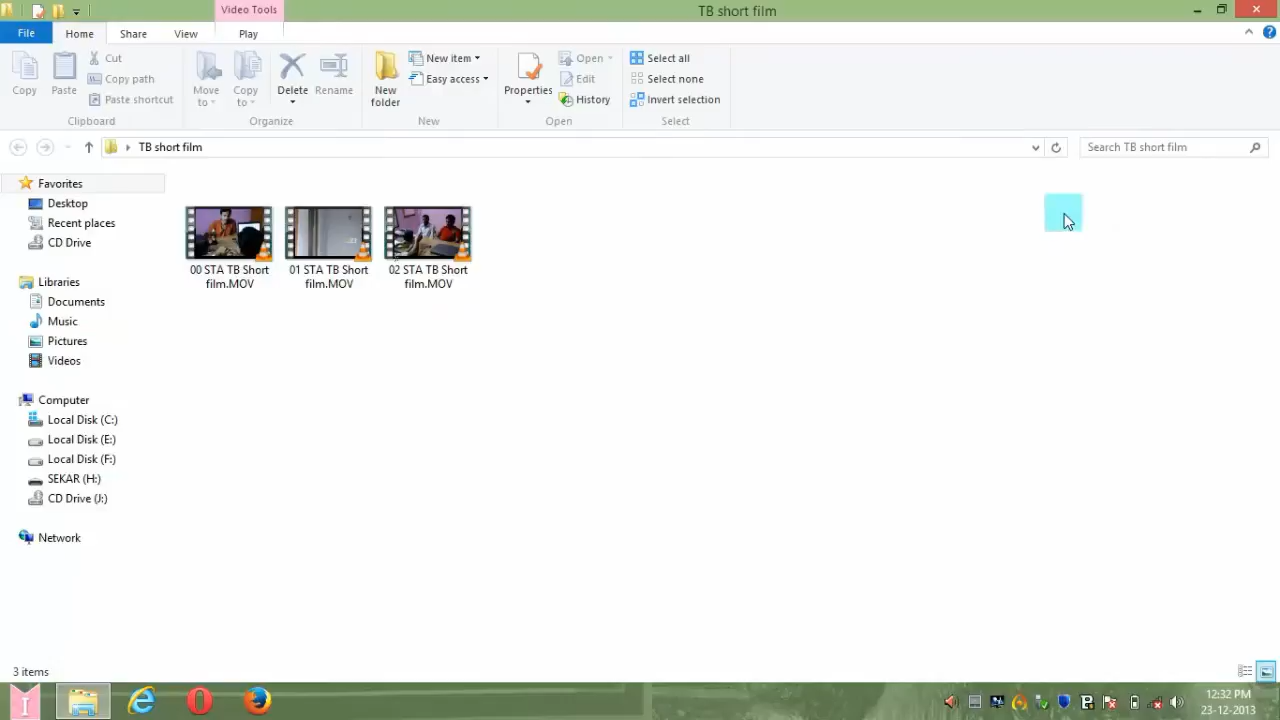 Video Tools
TB short film
File
Home
Share
View
Play
Copy
Paste
Cut
Copy path
Paste shortcut
Clipboard
Move to
Copy to
Delete
Rename
Organize
New folder
New item
Easy access
New
Properties
Open
Edit
History
Open
Select all
Select none
Invert selection
Select
TB short film
Search TB short film
Favorites
Desktop
Recent places
CD Drive
Libraries
Documents
Music
Pictures
Videos
Computer
Local Disk (C:)
Local Disk (E:)
Local Disk (F:)
SEKAR (H:)
CD Drive (J:)
Network
00 STA TB Short
film.MOV
01 STA TB Short
film.MOV
02 STA TB Short
film.MOV
3 items
12:32 PM
23-12-2013